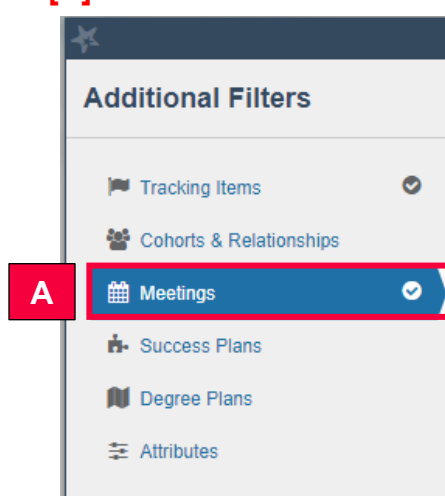 Additional Filters
Tracking Items
Cohorts & Relationships
A
Meetings
Success Plans
Degree Plans
Attributes